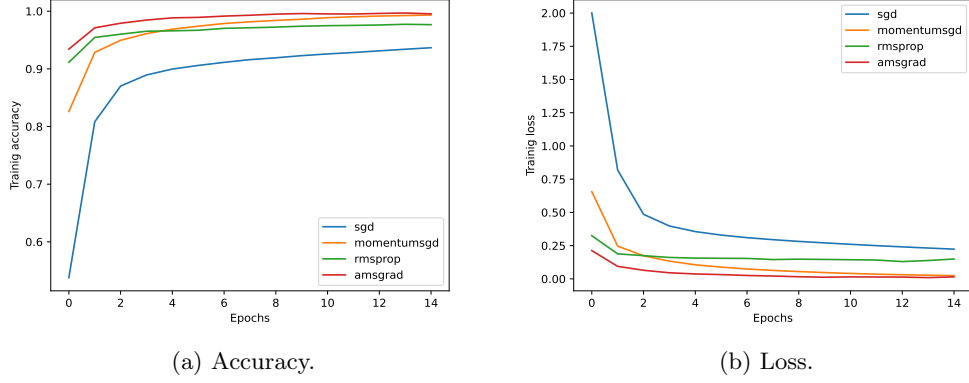 1.0
0.9
0.8
0.7
0.6
Trainig accuracy
sgd
momentumsgd
rmsprop
amsgrad
0 2 4 6 8 10 12 14
Epochs
(a) Accuracy.
2.00
1.75
1.50
1.25
1.00
0.75
0.50
0.25
0.00
Trainig loss
sgd
momentumsgd
rmsprop
amsgrad
0 2 4 6 8 10 12 14
Epochs
(b) Loss.